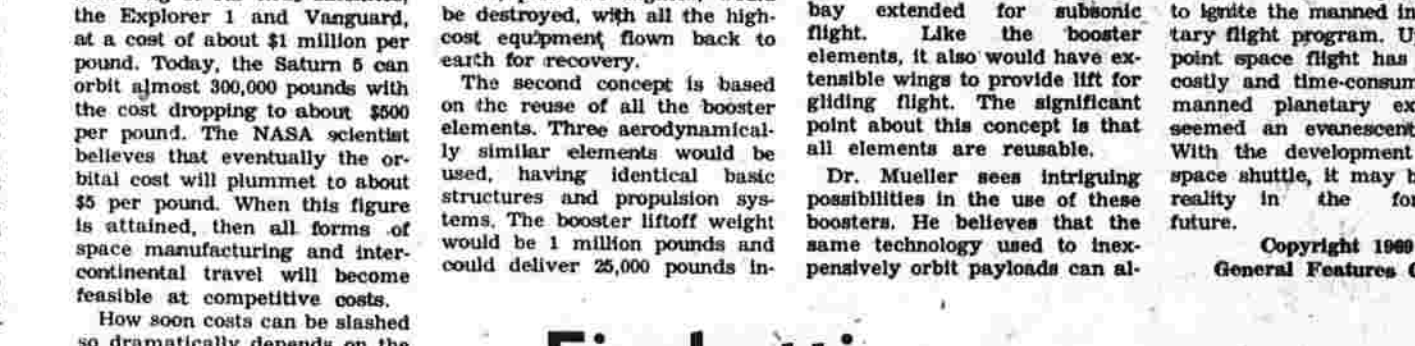 the Explorer 1 and Vanguard,
at a cost of about $1 million per
pound. Today, the Saturn 5 can
orbit almost 300,000 pounds with
the cost dropping to about $500
per pound. The NASA scientist
believes that eventually the or-
bital cost will plummet to about
$5 per pound. When this figure
is attained, then all forms of
space manufacturing and inter-
continental travel will become
feasible at competitive costs.
How soon costs can be slashed
so dramatically depends on the
be destroyed, with all the high-
cost equipment flown back to
earth for recovery.
The second concept is based
on the reuse of all the booster
elements. Three aerodynamical-
ly similar elements would be
used, having identical basic
structures and propulsion sys-
tems. The booster liftoff weight
would be 1 million pounds and
could deliver 25,000 pounds in-
bay extended for subsonic
flight. Like the booster
elements, it also would have ex-
tensible wings to provide lift for
gliding flight. The significant
point about this concept is that
all elements are reusable.
Dr. Mueller sees intriguing
possibilities in the use of these
boosters. He believes that the
same technology used to inex-
pensively orbit payloads can al-
to ignite the manned in
tary flight program. U
point space flight has
costly and time-consum
manned planetary ex
seemed an evanescent
With the development
space shuttle, it may b
reality in the for
future.
Copyright 1969
General Features C